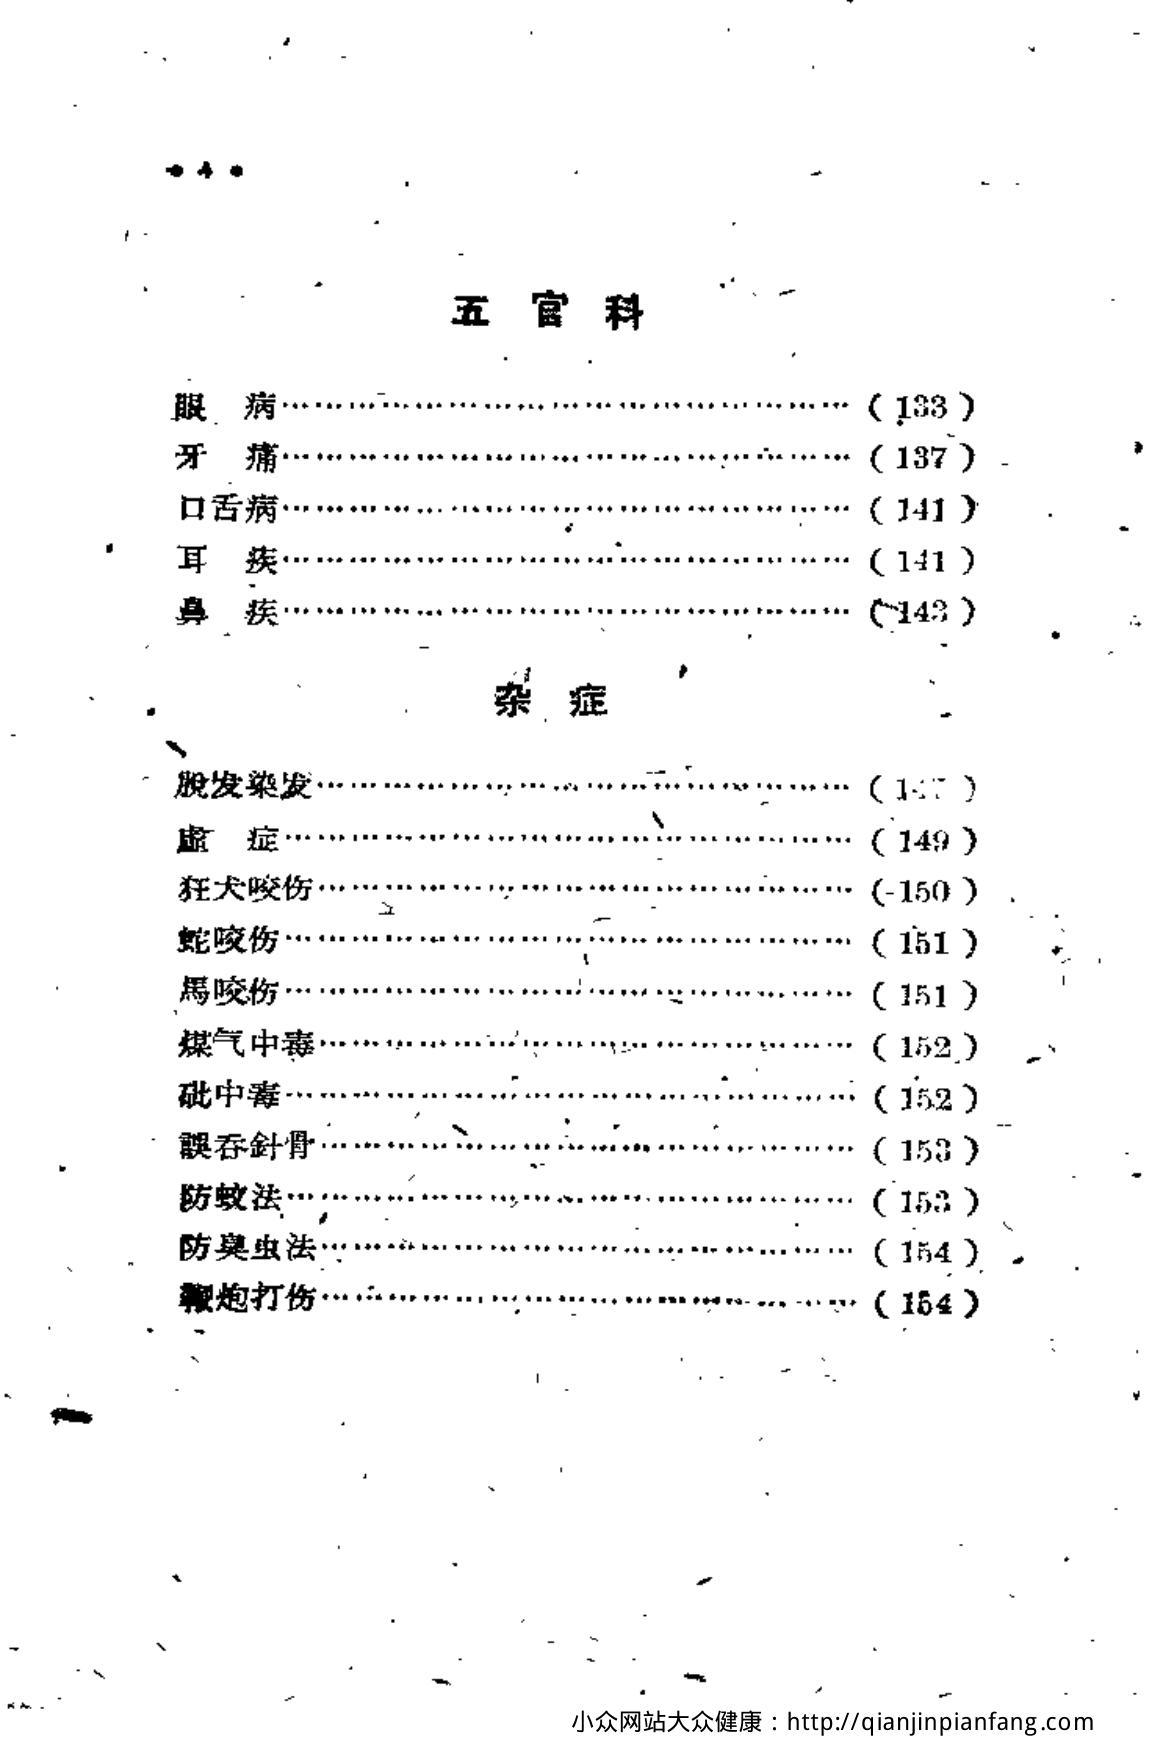 • 4 •
五 官 科
眼 病……………………………………………( 133 )
牙 痛……………………………………………( 137 )
口舌病……………………………………………( 141 )
耳 疾……………………………………………( 141 )
鼻 疾……………………………………………( 143 )
杂 症
脫发染发…………………………………………( 147 )
虛 症……………………………………………( 149 )
狂犬咬伤…………………………………………( 150 )
蛇咬伤……………………………………………( 151 )
馬咬伤……………………………………………( 151 )
煤气中毒…………………………………………( 152 )
砒中毒……………………………………………( 152 )
誤吞針骨…………………………………………( 153 )
防蚊法……………………………………………( 153 )
防臭虫法…………………………………………( 154 )
鞭炮打伤…………………………………………( 154 )
小众网站大众健康：http://qianjinpianfang.com